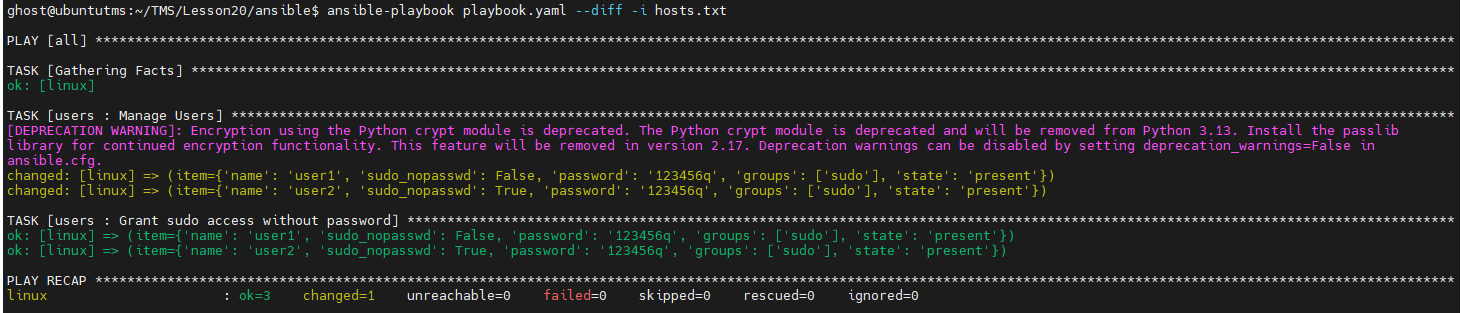 ghost@ubuntutms:~/TMS/Lesson20/ansible$ ansible-playbook playbook.yaml --diff -i hosts.txt
PLAY [all] ****************************************************************************************************************************************************************************
TASK [Gathering Facts] ****************************************************************************************************************************************************************
ok: [linux]
TASK [users : Manage Users] ***********************************************************************************************************************************************************
[DEPRECATION WARNING]: Encryption using the Python crypt module is deprecated. The Python crypt module is deprecated and will be removed from Python 3.13. Install the passlib
library for continued encryption functionality. This feature will be removed in version 2.17. Deprecation warnings can be disabled by setting deprecation_warnings=False in
ansible.cfg.
changed: [linux] => (item={'name': 'user1', 'sudo_nopasswd': False, 'password': '123456q', 'groups': ['sudo'], 'state': 'present'})
changed: [linux] => (item={'name': 'user2', 'sudo_nopasswd': True, 'password': '123456q', 'groups': ['sudo'], 'state': 'present'})
TASK [users : Grant sudo access without password] *************************************************************************************************************************************
ok: [linux] => (item={'name': 'user1', 'sudo_nopasswd': False, 'password': '123456q', 'groups': ['sudo'], 'state': 'present'})
ok: [linux] => (item={'name': 'user2', 'sudo_nopasswd': True, 'password': '123456q', 'groups': ['sudo'], 'state': 'present'})
PLAY RECAP ****************************************************************************************************************************************************************************
linux                      : ok=3    changed=1    unreachable=0    failed=0    skipped=0    rescued=0    ignored=0